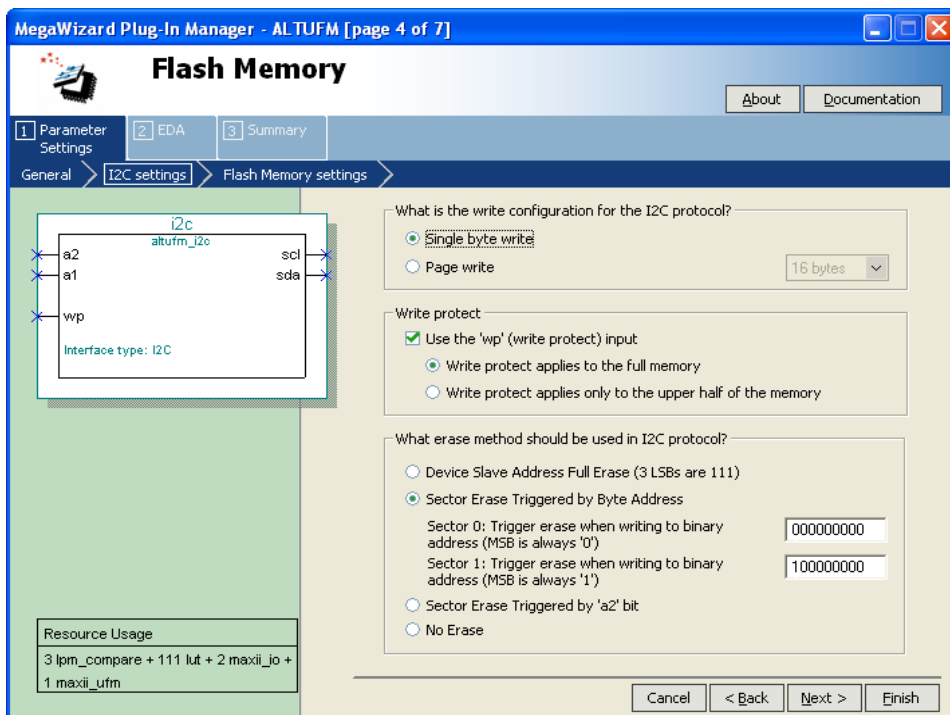 MegaWizard Plug-In Manager - ALTUFM [page 4 of 7]
Flash Memory
About
Documentation
1 Parameter Settings
2 EDA
3 Summary
General
I2C settings
Flash Memory settings
i2c
altufm_i2c
a2
scl
a1
sda
wp
Interface type: I2C
What is the write configuration for the I2C protocol?
Single byte write
Page write
16 bytes
Write protect
Use the 'wp' (write protect) input
Write protect applies to the full memory
Write protect applies only to the upper half of the memory
What erase method should be used in I2C protocol?
Device Slave Address Full Erase (3 LSBs are 111)
Sector Erase Triggered by Byte Address
Sector 0: Trigger erase when writing to binary
address (MSB is always '0')
000000000
Sector 1: Trigger erase when writing to binary
address (MSB is always '1')
100000000
Sector Erase Triggered by 'a2' bit
No Erase
Resource Usage
3 lpm_compare + 111 lut + 2 maxii_io +
1 maxii_ufm
Cancel
< Back
Next >
Finish